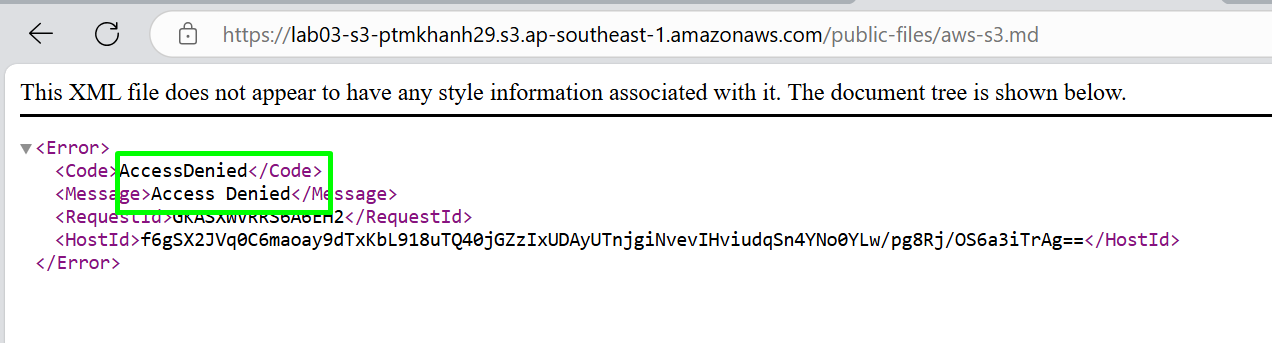 https://lab03-s3-ptmkhanh29.s3.ap-southeast-1.amazonaws.com/public-files/aws-s3.md
This XML file does not appear to have any style information associated with it. The document tree is shown below.
▼<Error>
<Code>AccessDenied</Code>
<Message>Access Denied</Message>
<RequestId>GKASXWVRRS6A6EH2</RequestId>
<HostId>f6gSX2JVq0C6maoay9dTxKbL918uTQ40jGZzIxUDAyUTnjgiNvevIHviudqSn4YNo0YLw/pg8Rj/OS6a3iTrAg==</HostId>
</Error>